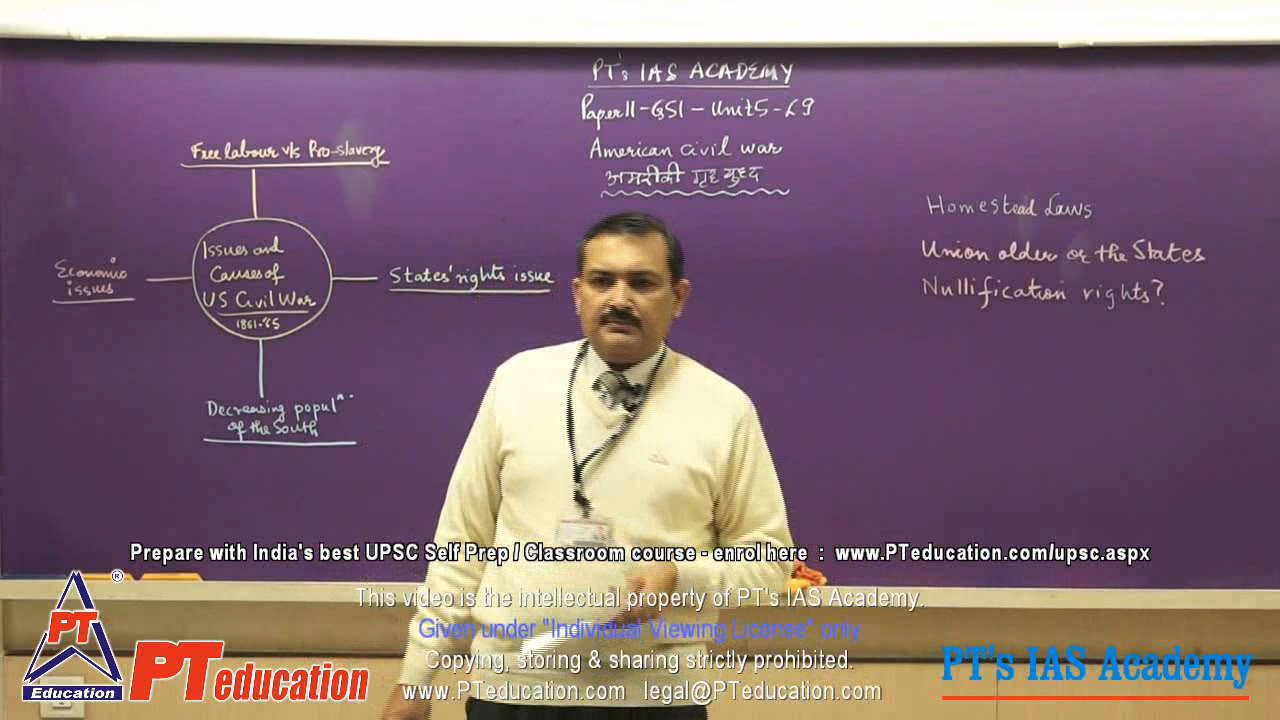 PT's IAS ACADEMY
Paper II - GS1 - Unit 5 - L9
American civil war
अमरीकी गृह युध्द
Free labour v/s Pro-slavery
Issues and
Causes of
US Civil War
1861-'65
Economic
issues
States' rights issue
Decreasing populⁿ.
of the South
Homestead Laws
Union older or the States
Nullification rights?
Prepare with India's best UPSC Self Prep / Classroom course - enrol here : www.PTeducation.com/upsc.aspx
This video is the intellectual property of PT's IAS Academy.
Given under "Individual Viewing License" only
Copying, storing & sharing strictly prohibited.
www.PTeducation.com legal@PTeducation.com
PT
Education
®
PT education
PT's IAS Academy